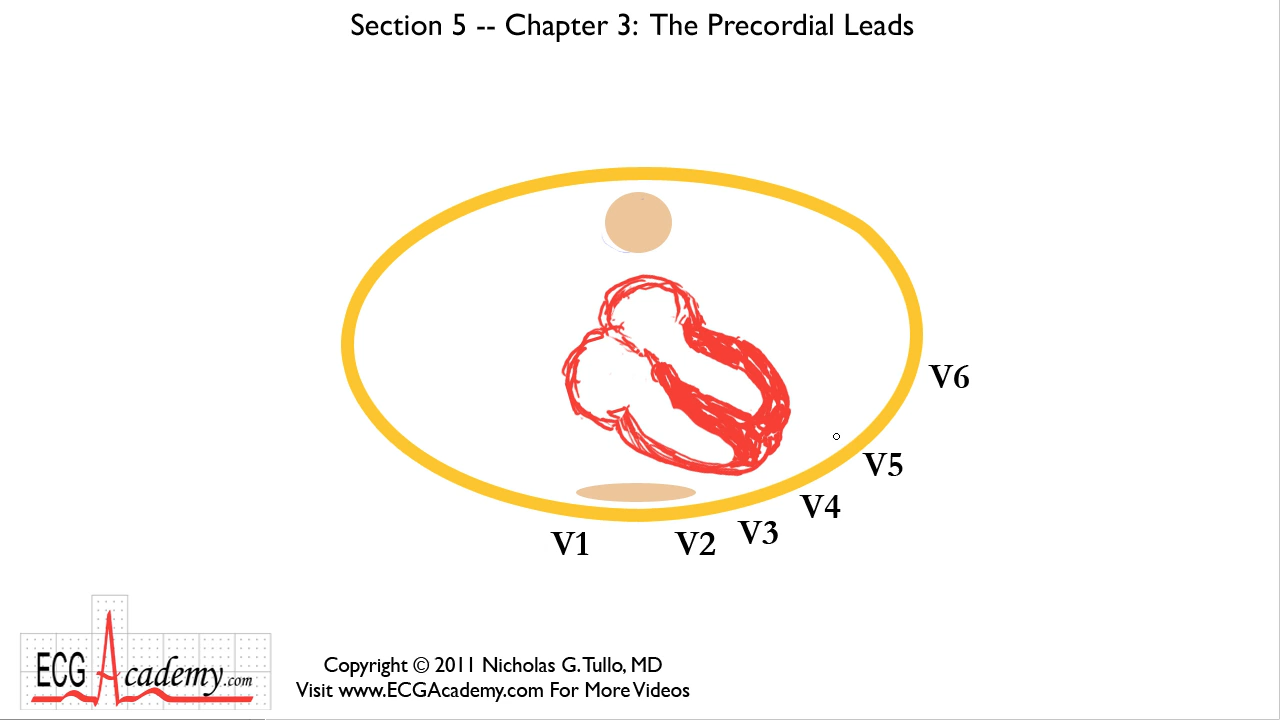 Section 5 -- Chapter 3: The Precordial Leads
V6
V5
V4
V3
V1
V2
ECG Academy.com
Copyright © 2011 Nicholas G. Tullo, MD
Visit www.ECGAcademy.com For More Videos